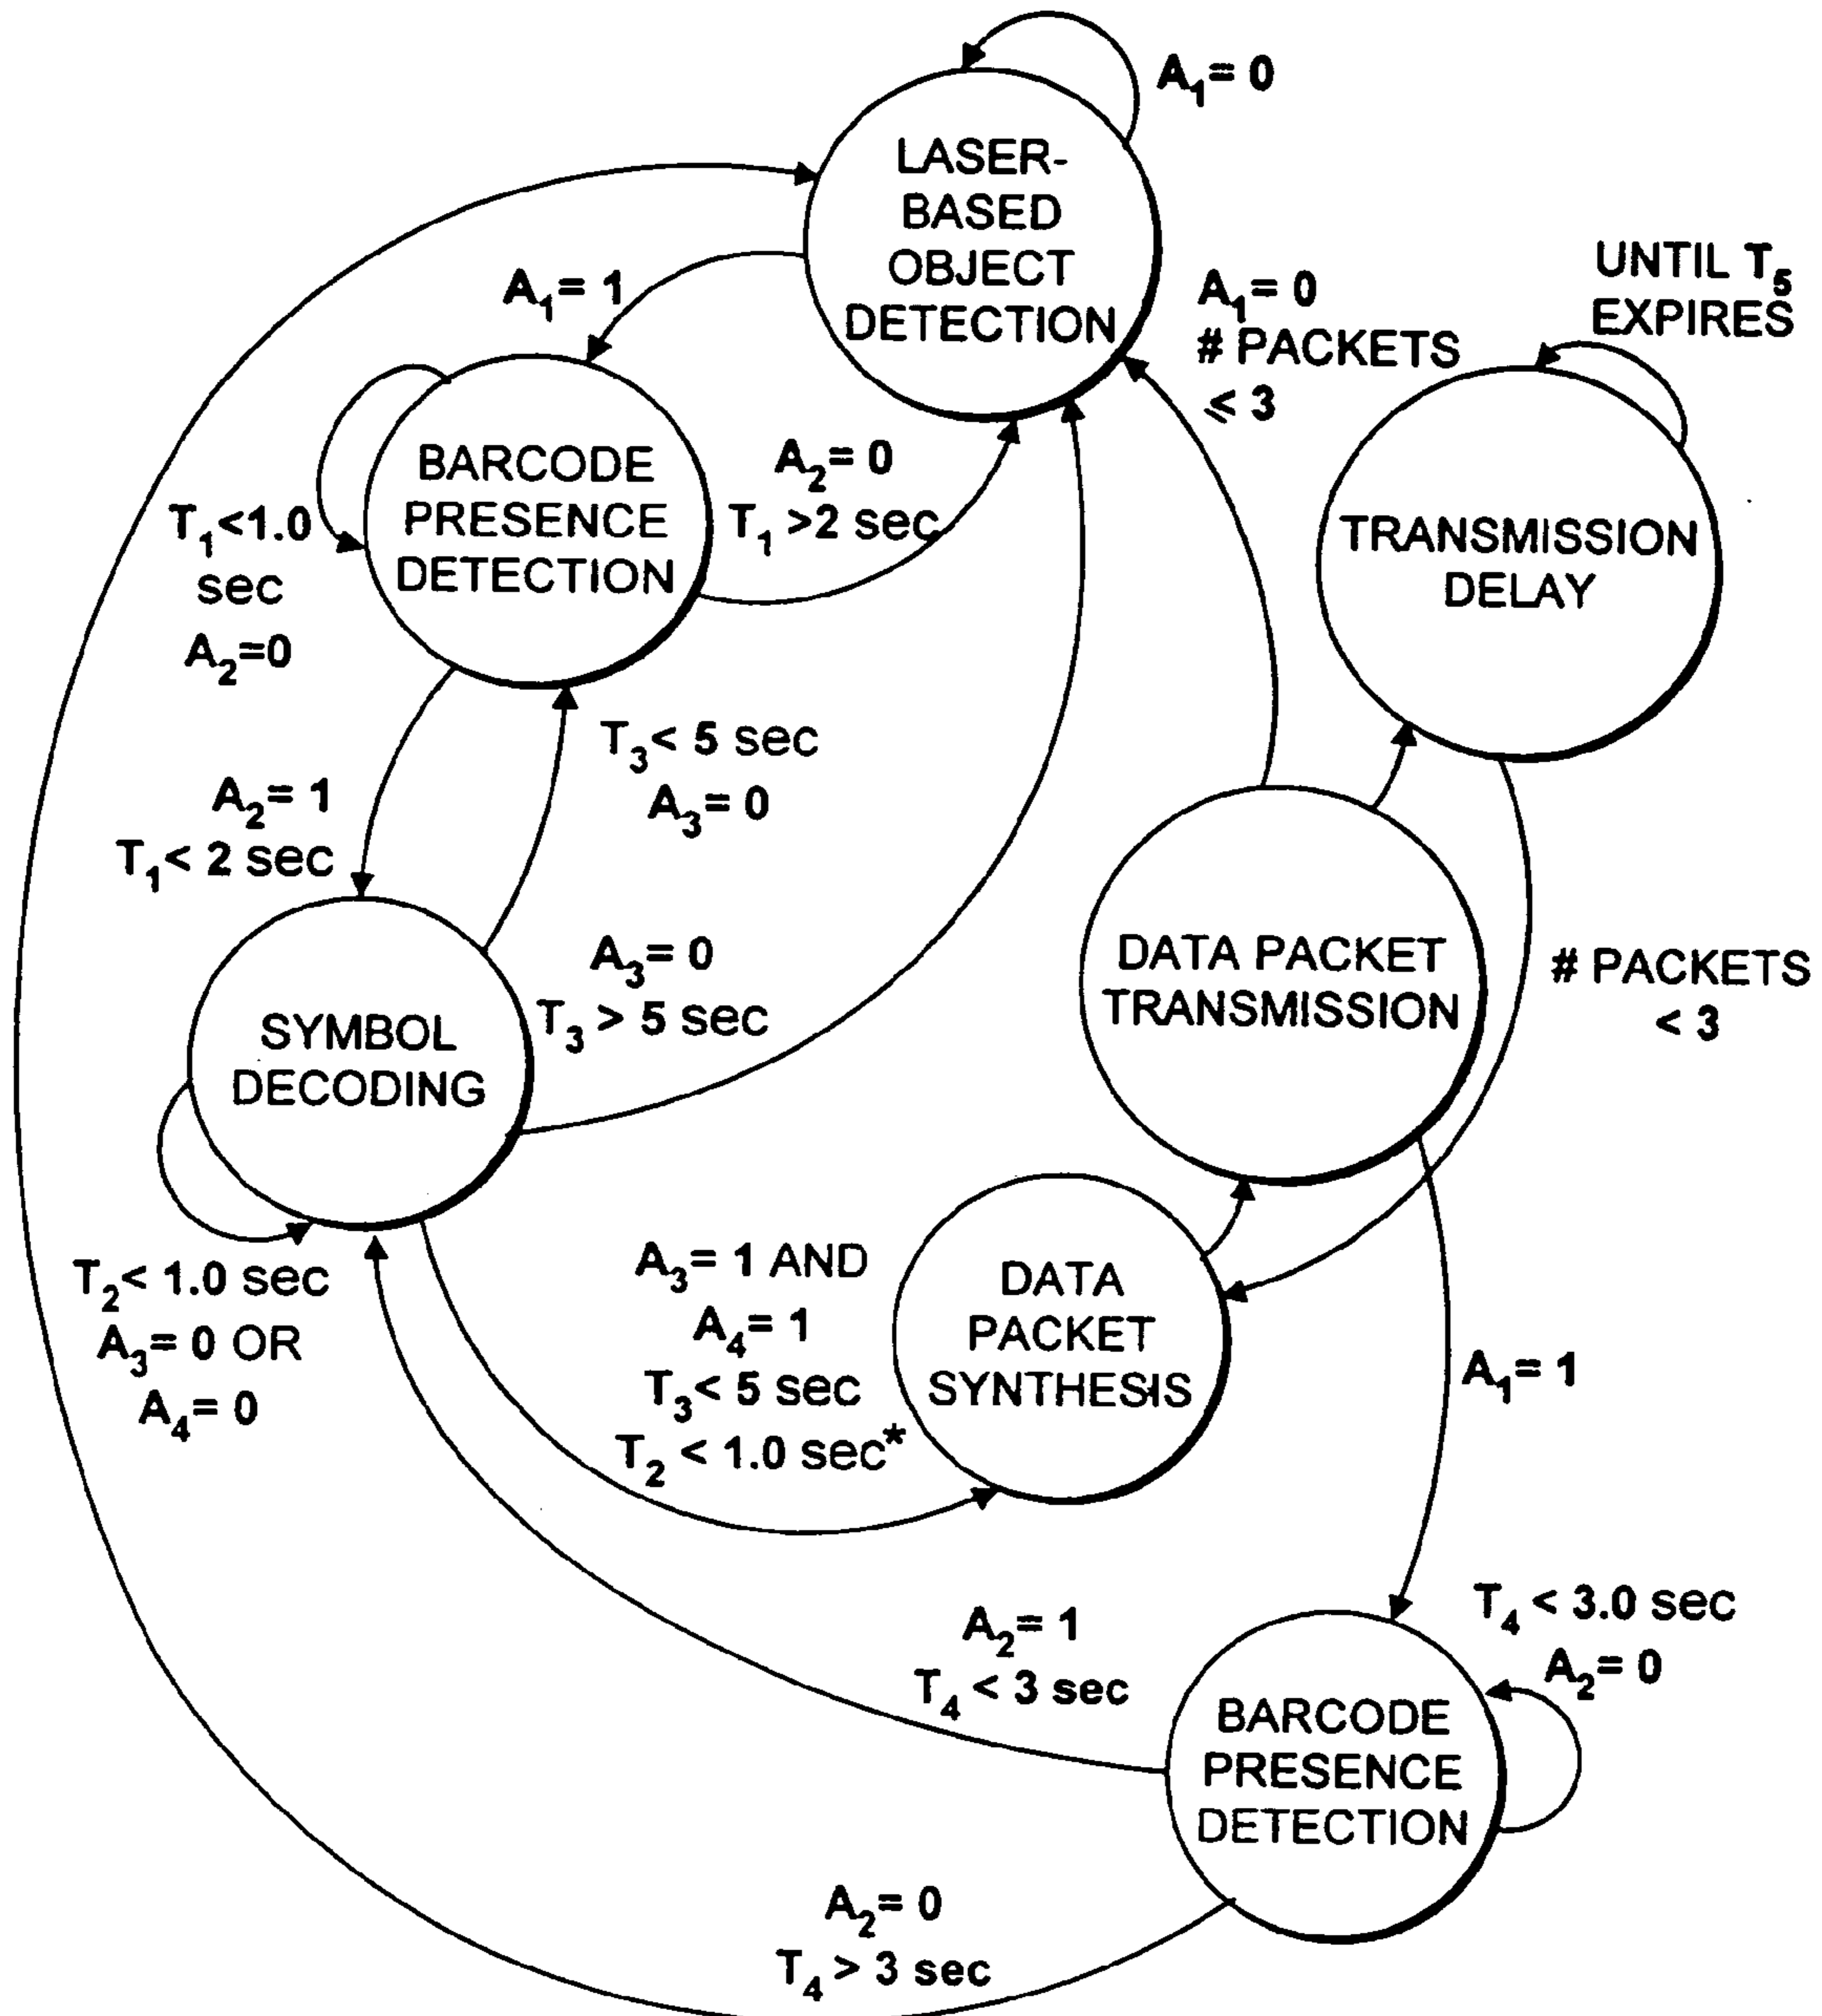 A₁= 0
LASER-
BASED
OBJECT
DETECTION
A₁= 1
A₁= 0
# PACKETS
≤ 3
UNTIL T₅
EXPIRES
BARCODE
PRESENCE
DETECTION
A₂= 0
T₁ >2 sec
T₁ <1.0
sec
A₂=0
TRANSMISSION
DELAY
T₃< 5 sec
A₃= 0
A₂= 1
T₁< 2 sec
A₃= 0
T₃ > 5 sec
DATA PACKET
TRANSMISSION
# PACKETS
< 3
SYMBOL
DECODING
T₂< 1.0 sec
A₃= 0 OR
A₄= 0
A₃= 1 AND
A₄= 1
T₃< 5 sec
T₂ < 1.0 sec*
DATA
PACKET
SYNTHESIS
A₁= 1
A₂= 1
T₄ < 3 sec
T₄ < 3.0 sec
A₂= 0
BARCODE
PRESENCE
DETECTION
A₂= 0
T₄ > 3 sec